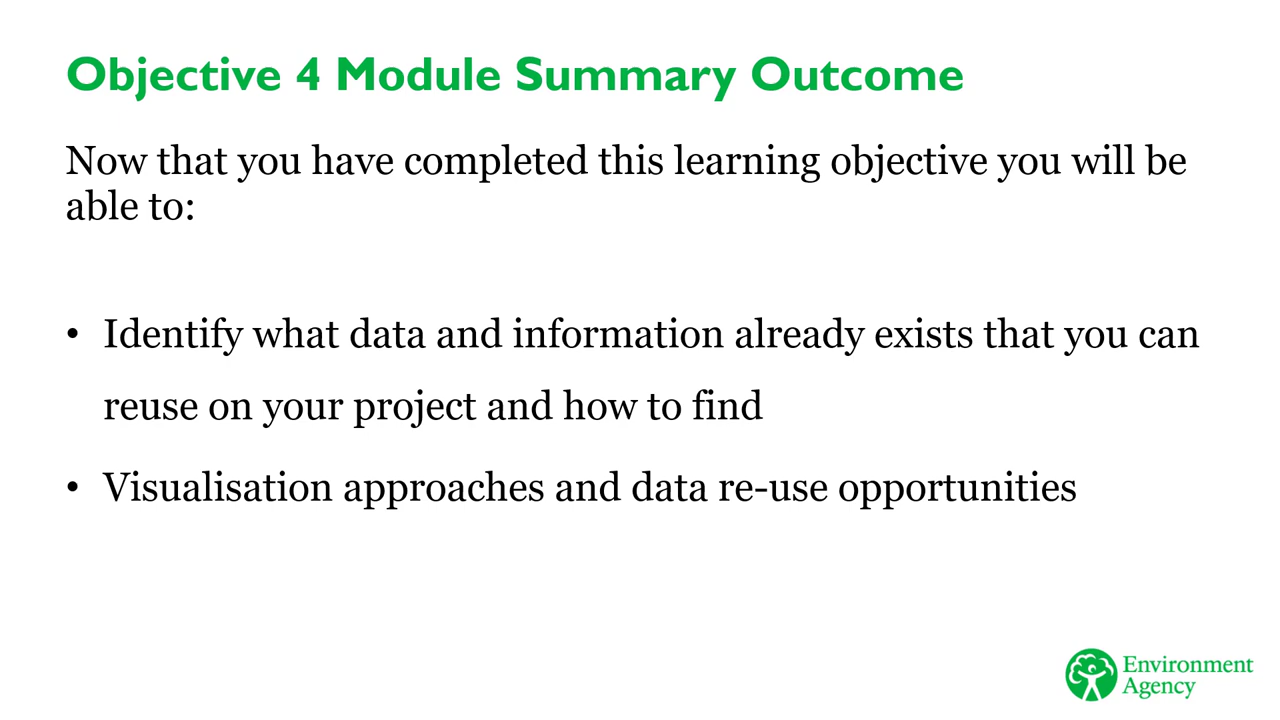 Objective 4 Module Summary Outcome
Now that you have completed this learning objective you will be
able to:
• Identify what data and information already exists that you can
reuse on your project and how to find
• Visualisation approaches and data re-use opportunities
Environment
Agency